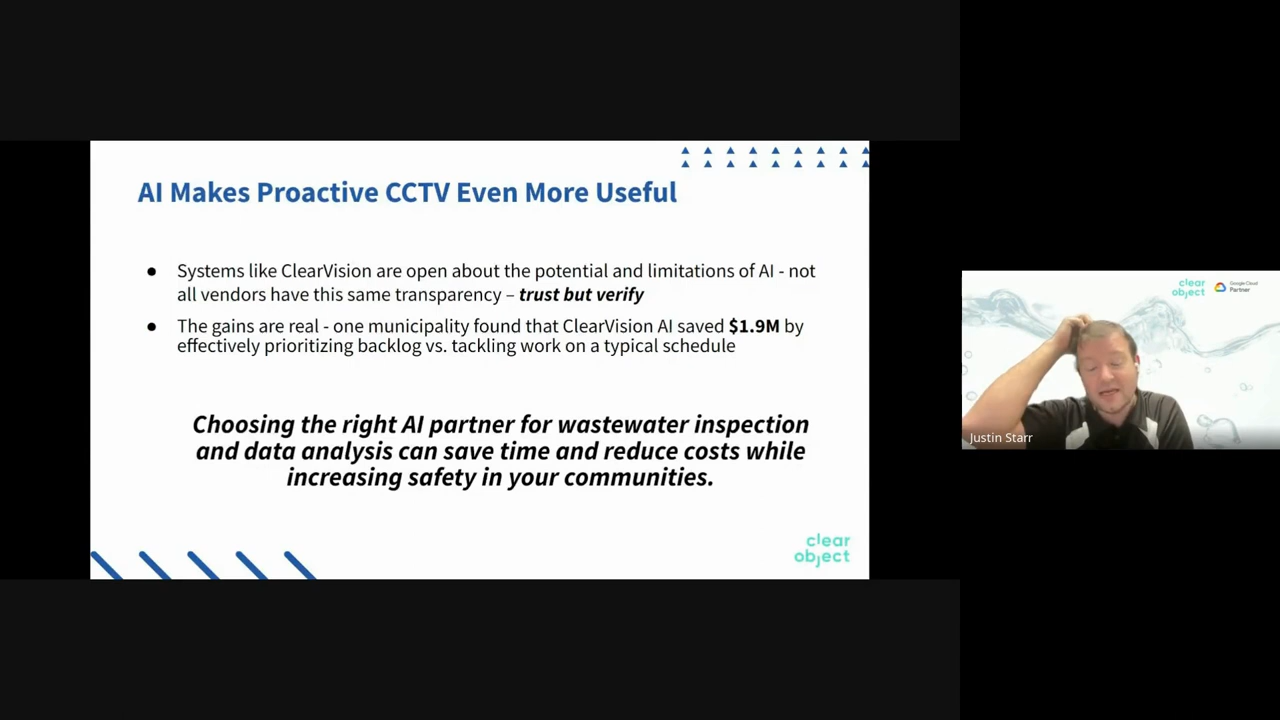 AI Makes Proactive CCTV Even More Useful
● Systems like ClearVision are open about the potential and limitations of AI - not
all vendors have this same transparency – trust but verify
● The gains are real - one municipality found that ClearVision AI saved $1.9M by
effectively prioritizing backlog vs. tackling work on a typical schedule
Choosing the right AI partner for wastewater inspection
and data analysis can save time and reduce costs while
increasing safety in your communities.
clear
object
clear
object
Google Cloud
Partner
Justin Starr